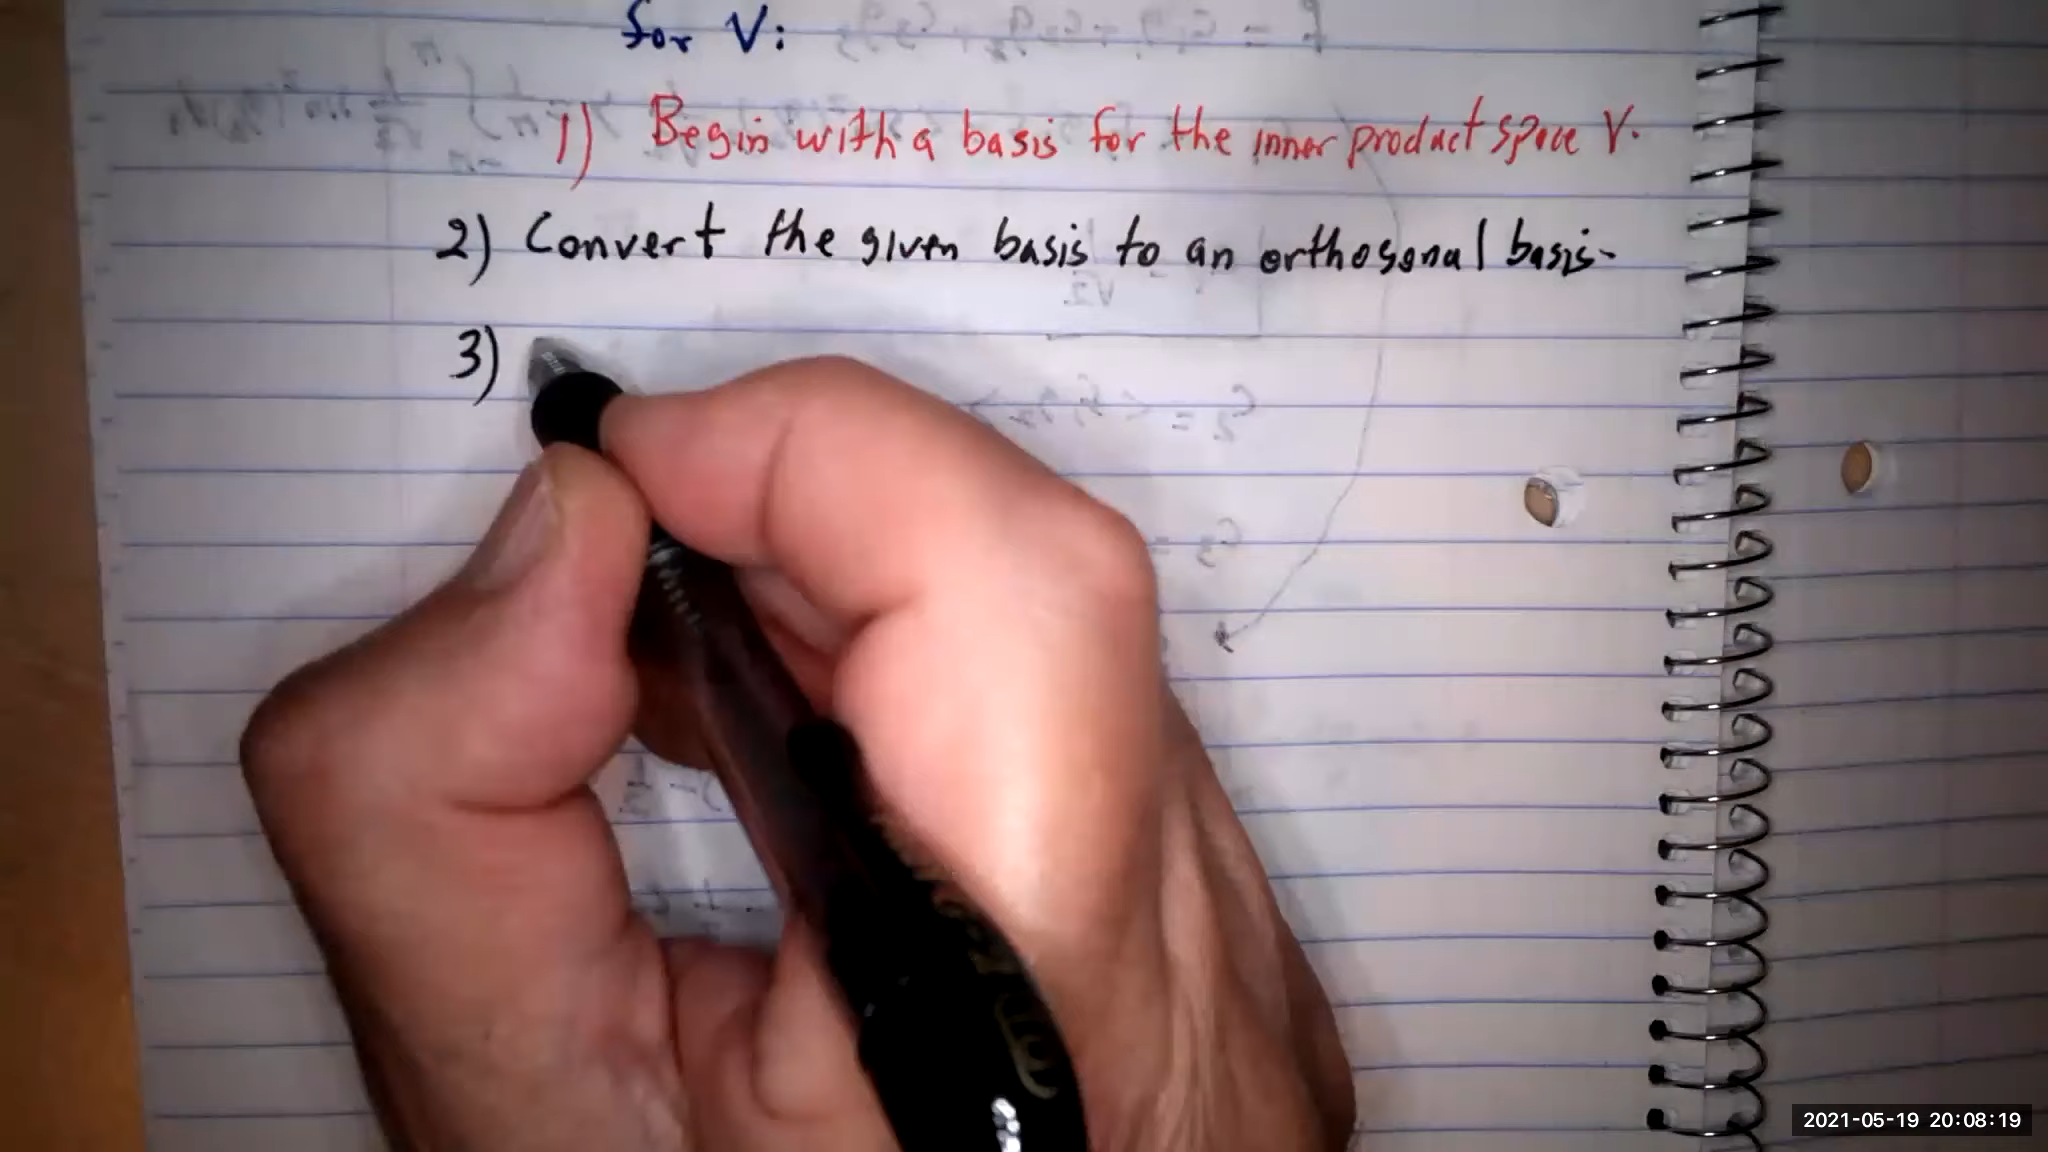 for V:
1) Begin with a basis for the inner product space V.
2) Convert the given basis to an orthogonal basis.
3)
2021-05-19 20:08:19